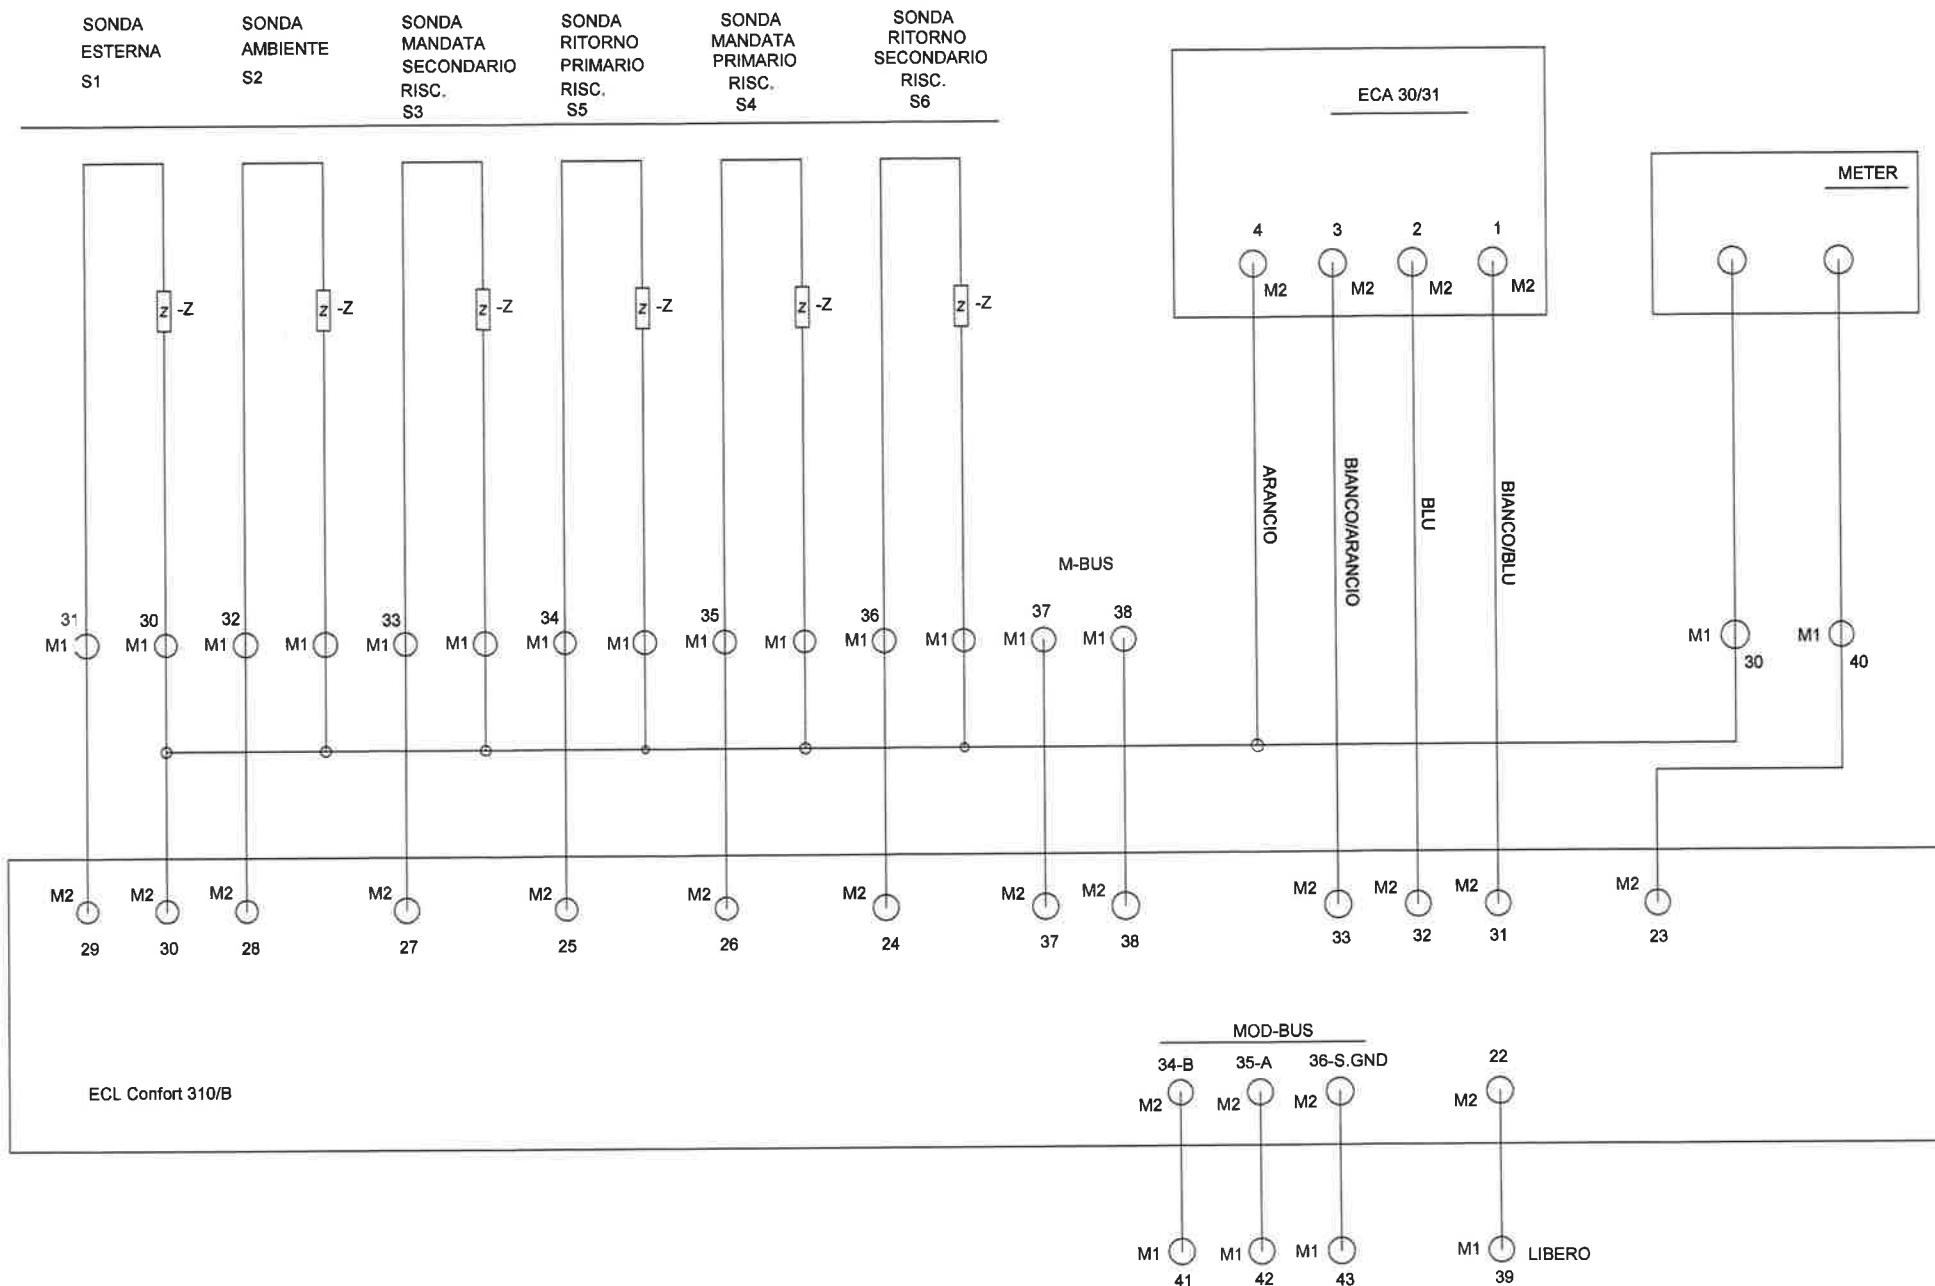 SONDA
ESTERNA
S1
SONDA
AMBIENTE
S2
SONDA
MANDATA
SECONDARIO
RISC.
S3
SONDA
RITORNO
PRIMARIO
RISC.
S5
SONDA
MANDATA
PRIMARIO
RISC.
S4
SONDA
RITORNO
SECONDARIO
RISC.
S6
ECA 30/31
METER
4 3 2 1
M2 M2 M2 M2
z -Z z -Z z -Z z -Z z -Z z -Z
ARANCIO
BIANCO/ARANCIO
BLU
BIANCO/BLU
M-BUS
31 30 32 33 34 35 36 37 38
M1 M1 M1 M1 M1 M1 M1 M1 M1 M1 M1 M1 M1 M1 M1 M1
30 40
M2 M2 M2 M2 M2 M2 M2 M2 M2 M2 M2 M2 M2
29 30 28 27 25 26 24 37 38 33 32 31 23
MOD-BUS
34-B 35-A 36-S.GND 22
M2 M2 M2 M2
ECL Confort 310/B
M1 M1 M1 M1 LIBERO
41 42 43 39